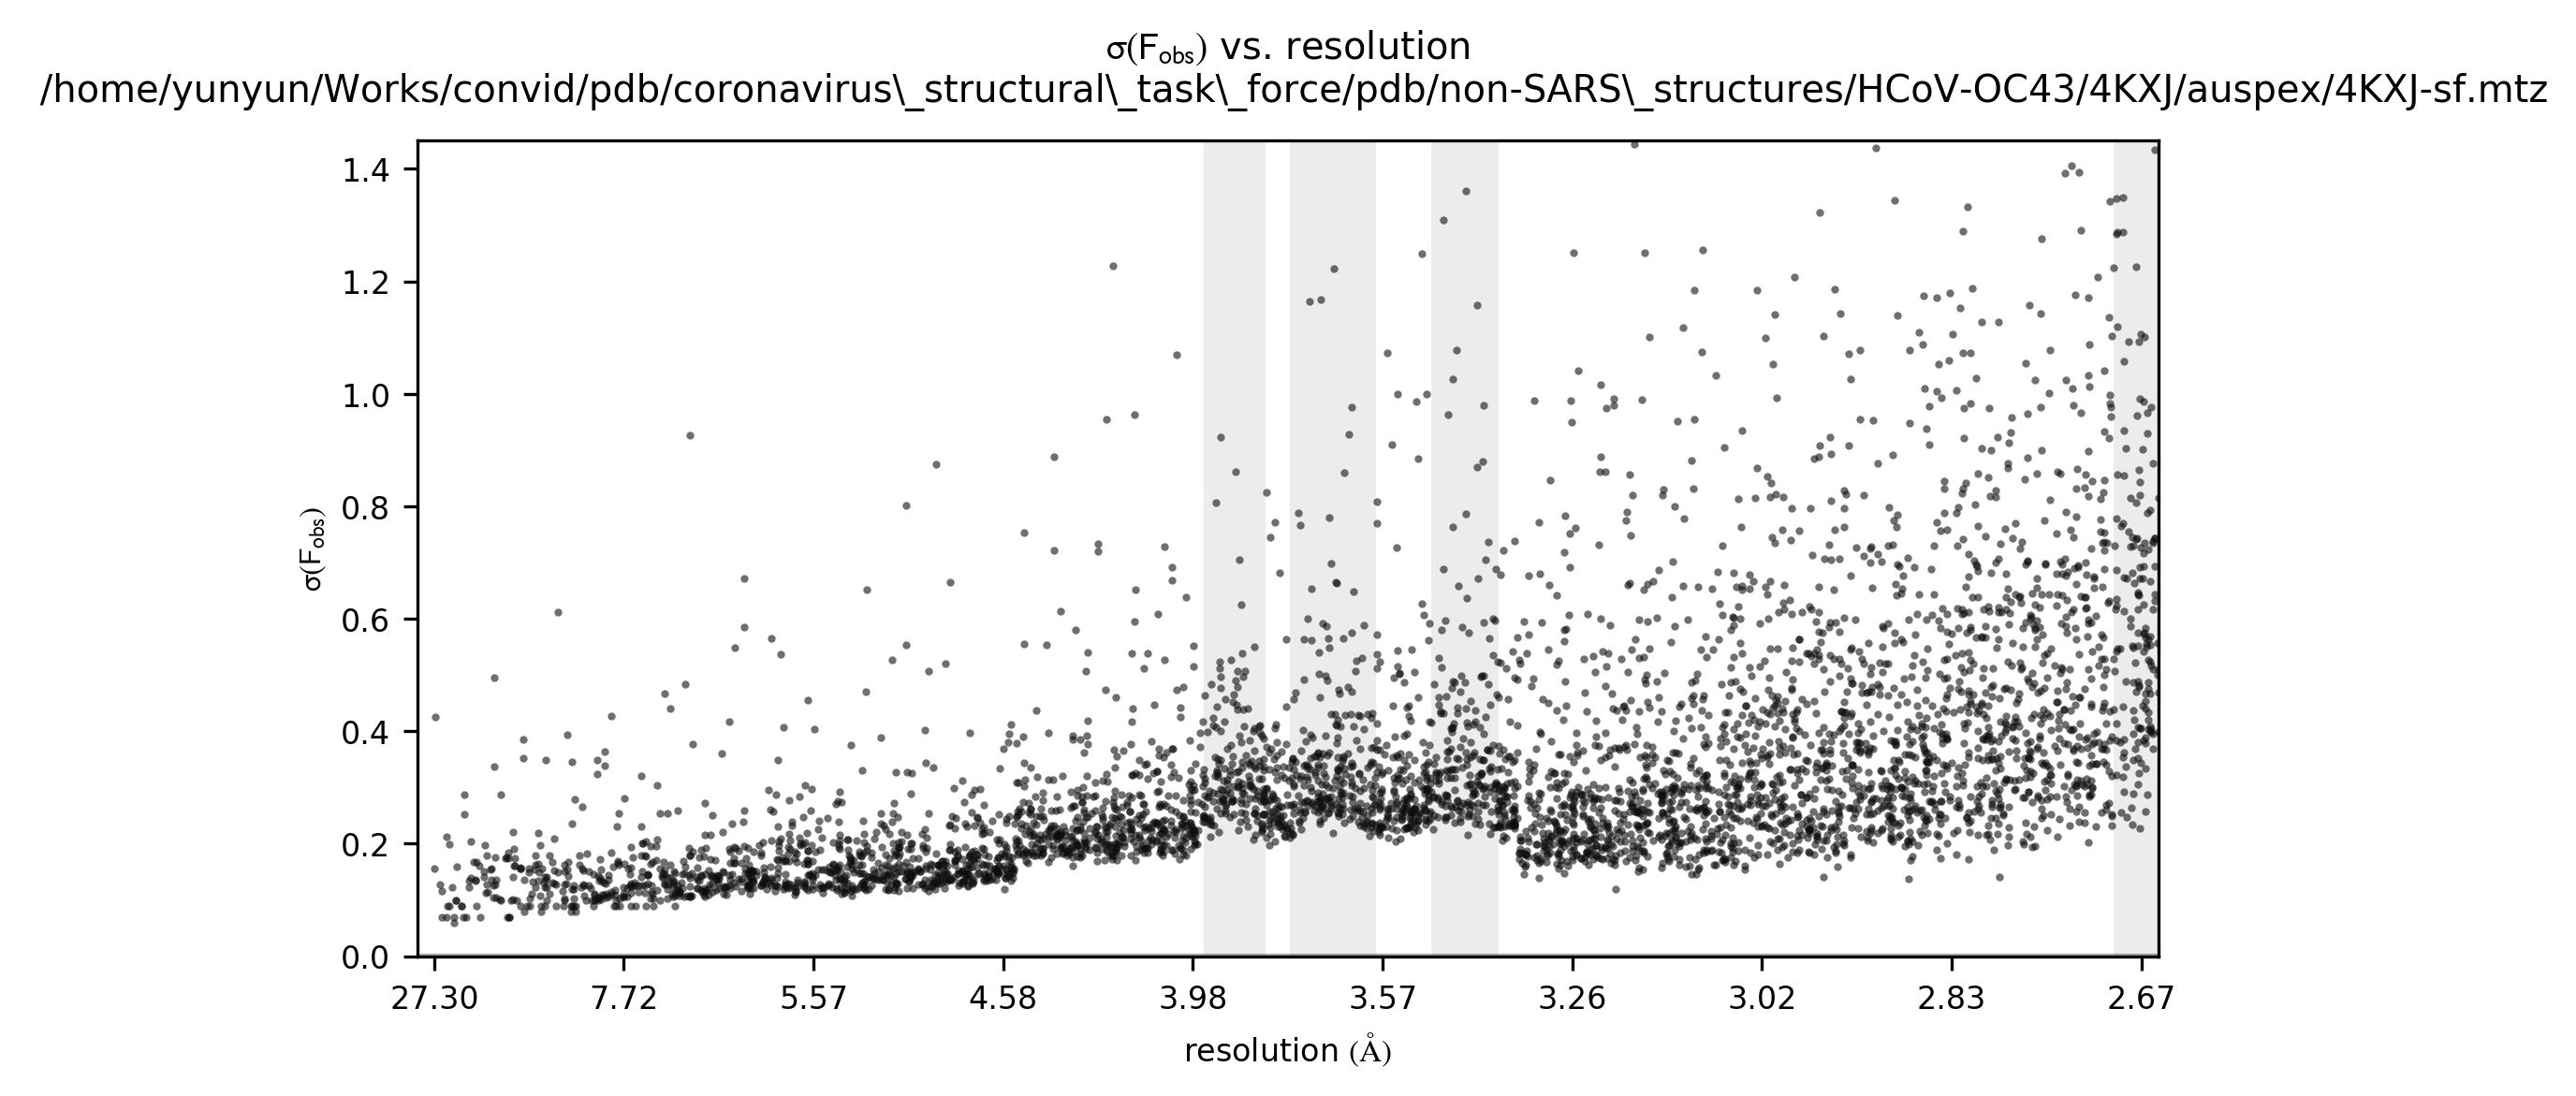 σ(F_obs) vs. resolution
/home/yunyun/Works/convid/pdb/coronavirus\_structural\_task\_force/pdb/non-SARS\_structures/HCoV-OC43/4KXJ/auspex/4KXJ-sf.mtz
σ(F_obs)
1.4
1.2
1.0
0.8
0.6
0.4
0.2
0.0
27.30 7.72 5.57 4.58 3.98 3.57 3.26 3.02 2.83 2.67
resolution (Å)